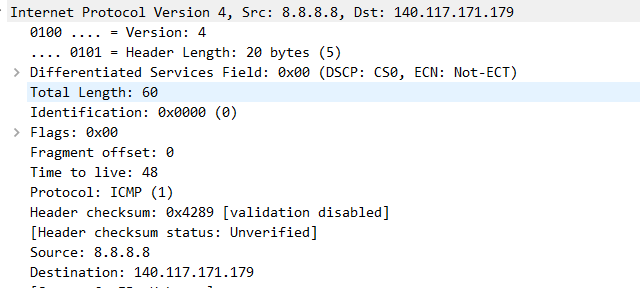 Internet Protocol Version 4, Src: 8.8.8.8, Dst: 140.117.171.179
0100 .... = Version: 4
.... 0101 = Header Length: 20 bytes (5)
Differentiated Services Field: 0x00 (DSCP: CS0, ECN: Not-ECT)
Total Length: 60
Identification: 0x0000 (0)
Flags: 0x00
Fragment offset: 0
Time to live: 48
Protocol: ICMP (1)
Header checksum: 0x4289 [validation disabled]
[Header checksum status: Unverified]
Source: 8.8.8.8
Destination: 140.117.171.179